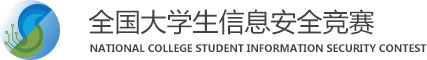 全国大学生信息安全竞赛
NATIONAL COLLEGE STUDENT INFORMATION SECURITY CONTEST